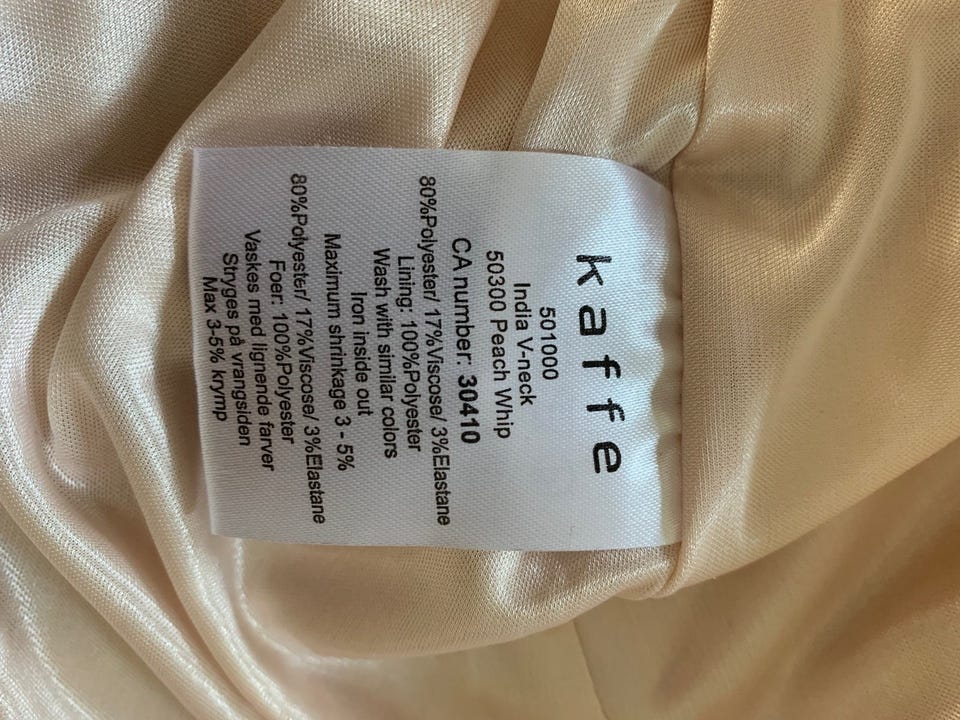 kaffe
501000
India V-neck
50300 Peach Whip
CA number: 30410
80%Polyester/ 17%Viscose/ 3%Elastane
Lining: 100%Polyester
Wash with similar colors
Iron inside out
Maximum shrinkage 3 - 5%
80%Polyester/ 17%Viscose/ 3%Elastane
Foer: 100%Polyester
Vaskes med lignende farver
Stryges på vrangsiden
Max 3-5% krymp